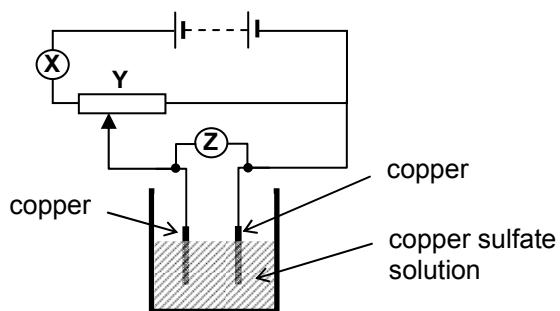 X
Y
Z
copper
copper
copper sulfate
solution